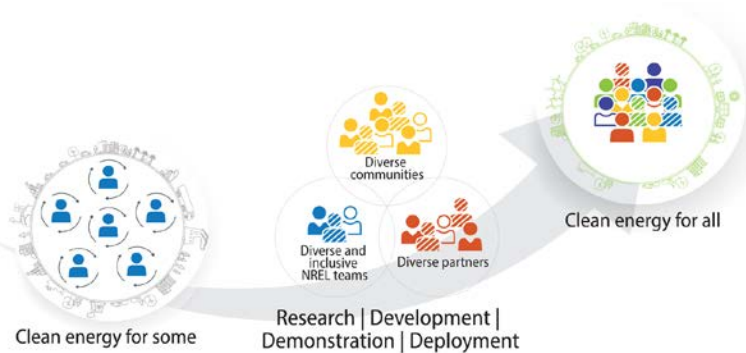 Clean energy for some
Diverse
communities
Diverse and
inclusive
NREL teams
Diverse partners
Research | Development |
Demonstration | Deployment
Clean energy for all